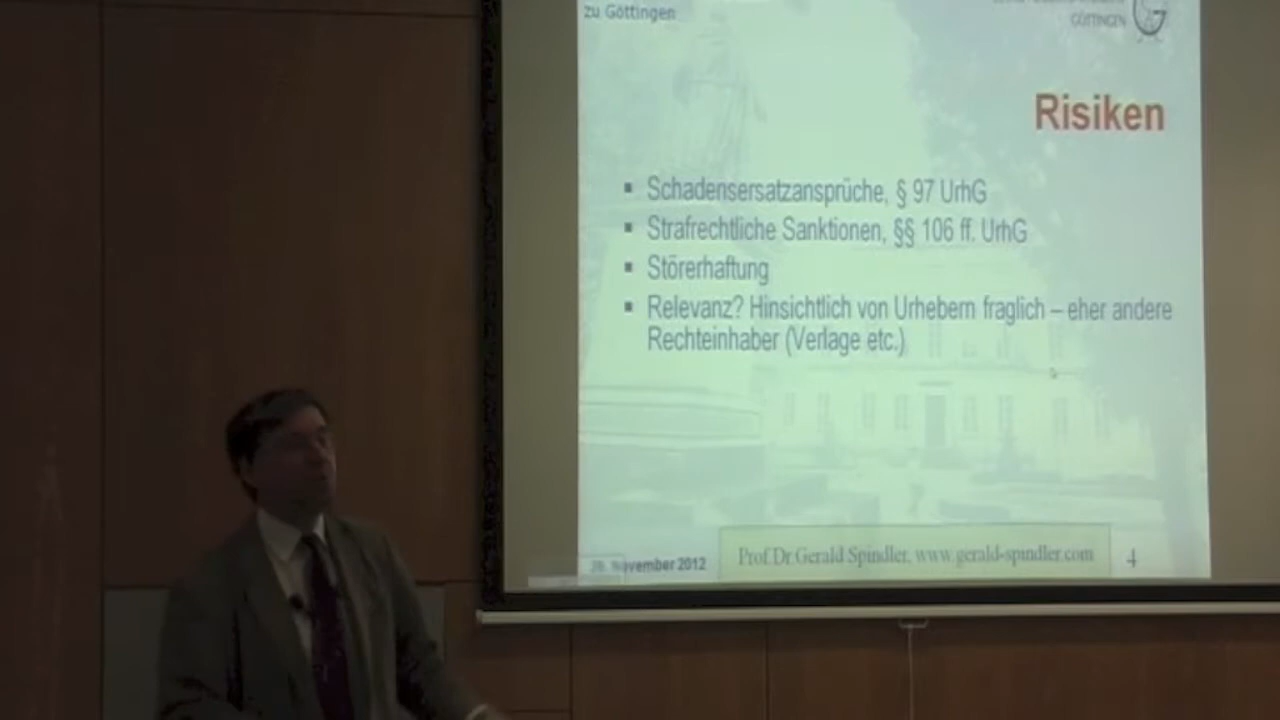 zu Göttingen
GÖTTINGEN
Risiken
▪ Schadensersatzansprüche, § 97 UrhG
▪ Strafrechtliche Sanktionen, §§ 106 ff. UrhG
▪ Störerhaftung
▪ Relevanz? Hinsichtlich von Urhebern fraglich – eher andere
Rechteinhaber (Verlage etc.)
November 2012
Prof.Dr.Gerald Spindler, www.gerald-spindler.com
4